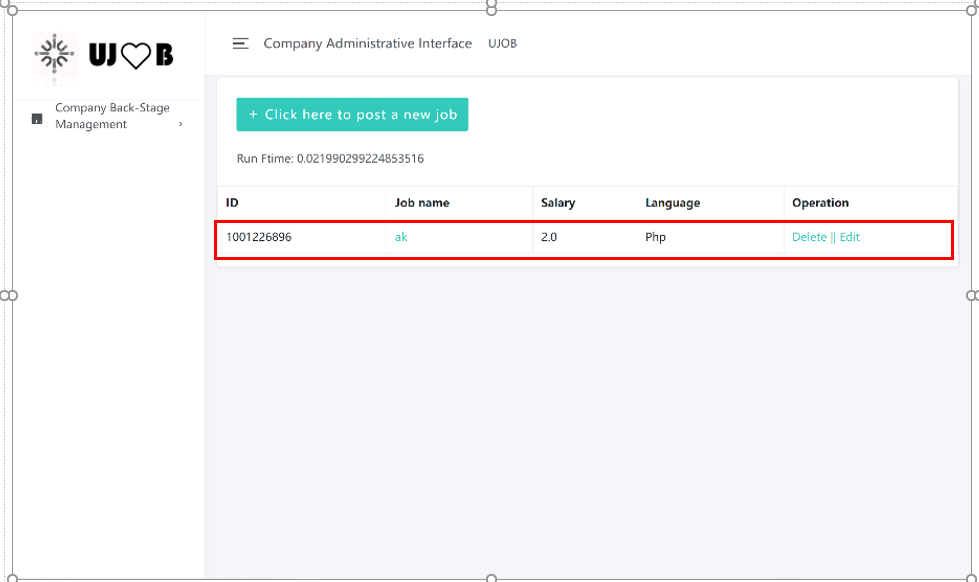 UJ♡B
Company Administrative Interface UJOB
Company Back-Stage
Management ›
+ Click here to post a new job
Run Ftime: 0.021990299224853516
ID Job name Salary Language Operation
1001226896 ak 2.0 Php Delete || Edit